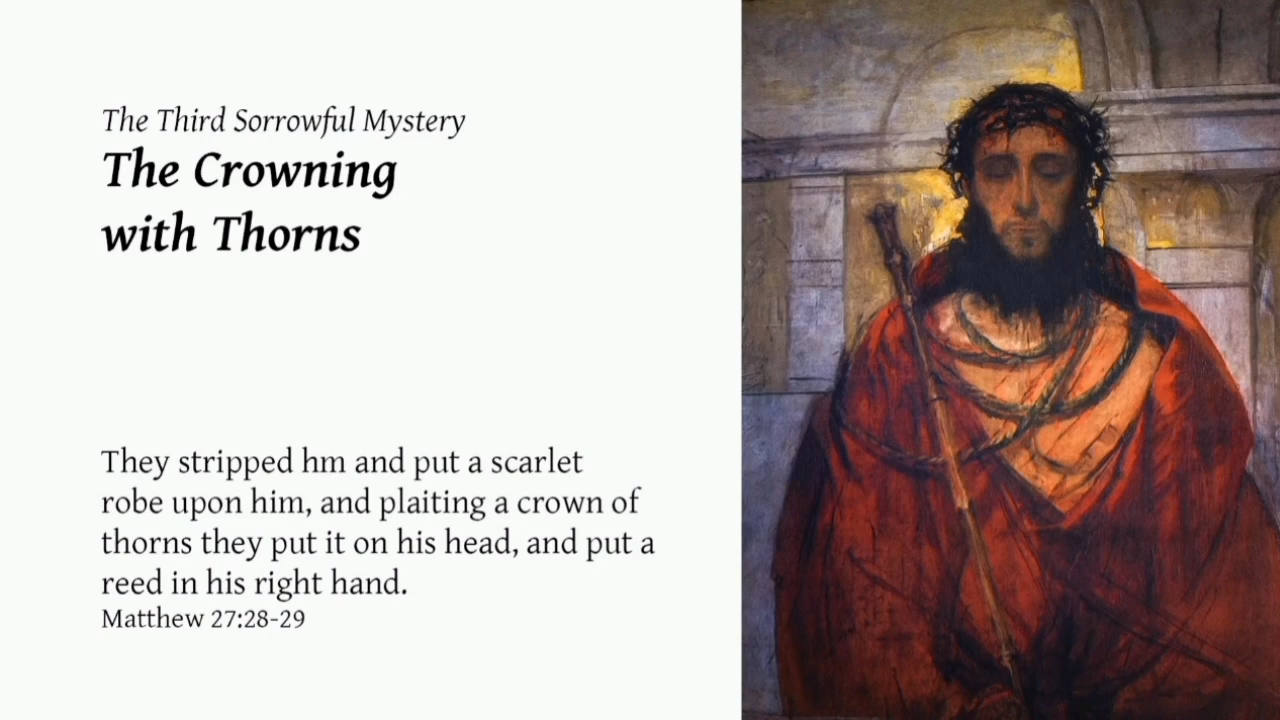 The Third Sorrowful Mystery
The Crowning
with Thorns
They stripped hm and put a scarlet
robe upon him, and plaiting a crown of
thorns they put it on his head, and put a
reed in his right hand.
Matthew 27:28-29